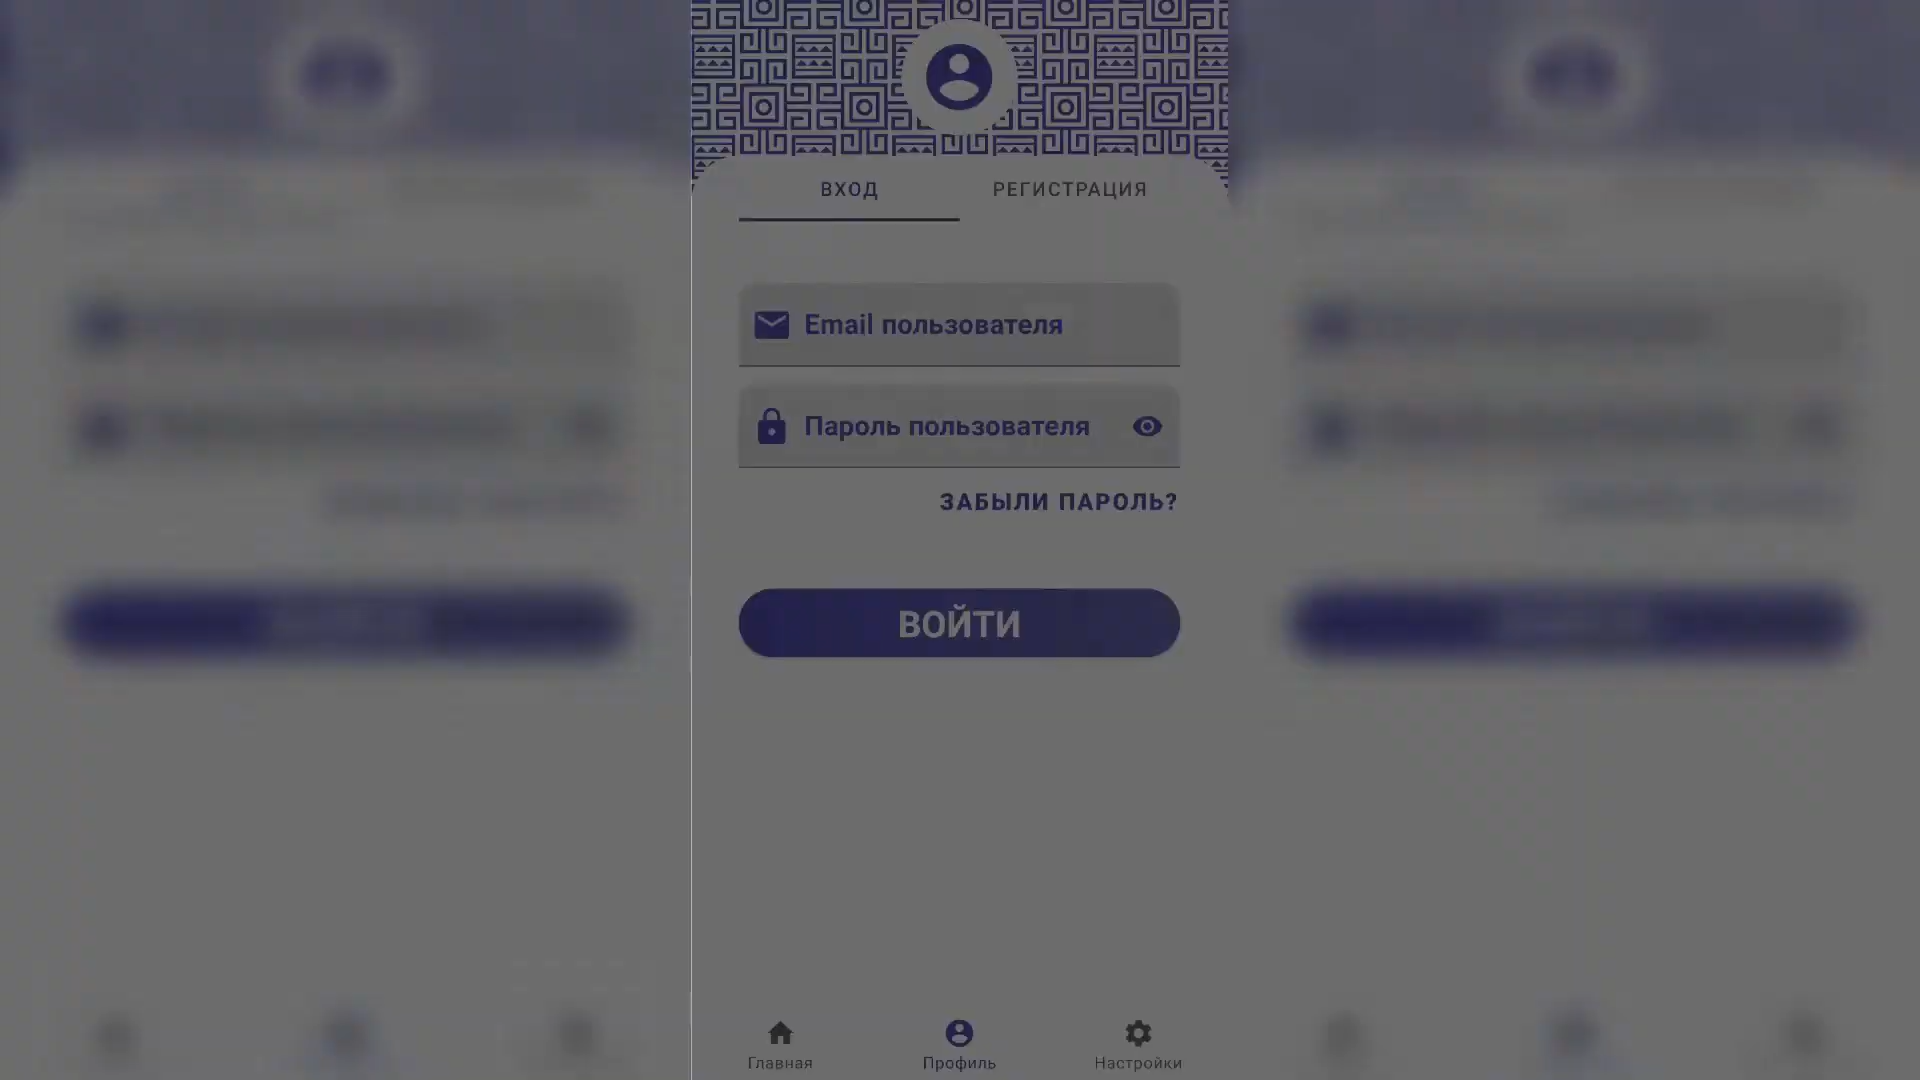 ВХОД РЕГИСТРАЦИЯ
Email пользователя
Пароль пользователя
ЗАБЫЛИ ПАРОЛЬ?
ВОЙТИ
Главная Профиль Настройки